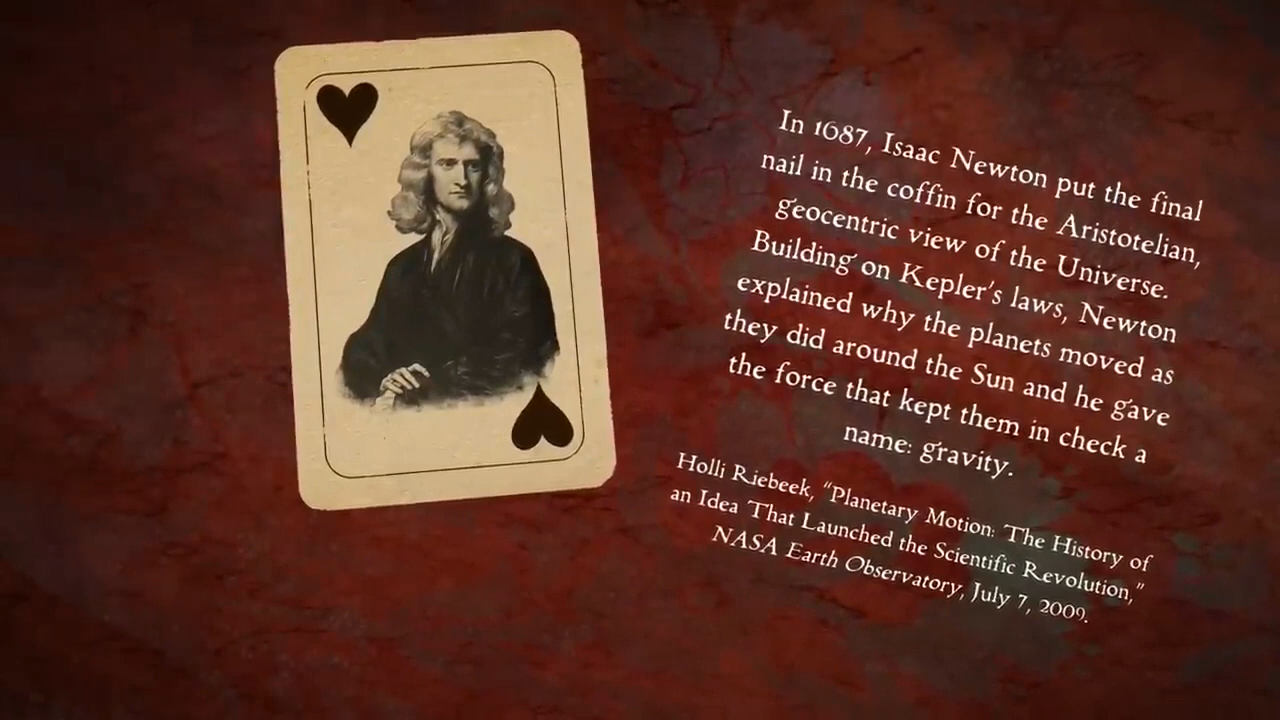 In 1687, Isaac Newton put the final
nail in the coffin for the Aristotelian,
geocentric view of the Universe.
Building on Kepler's laws, Newton
explained why the planets moved as
they did around the Sun and he gave
the force that kept them in check a
name: gravity.
Holli Riebeek, “Planetary Motion: The History of
an Idea That Launched the Scientific Revolution,”
NASA Earth Observatory, July 7, 2009.